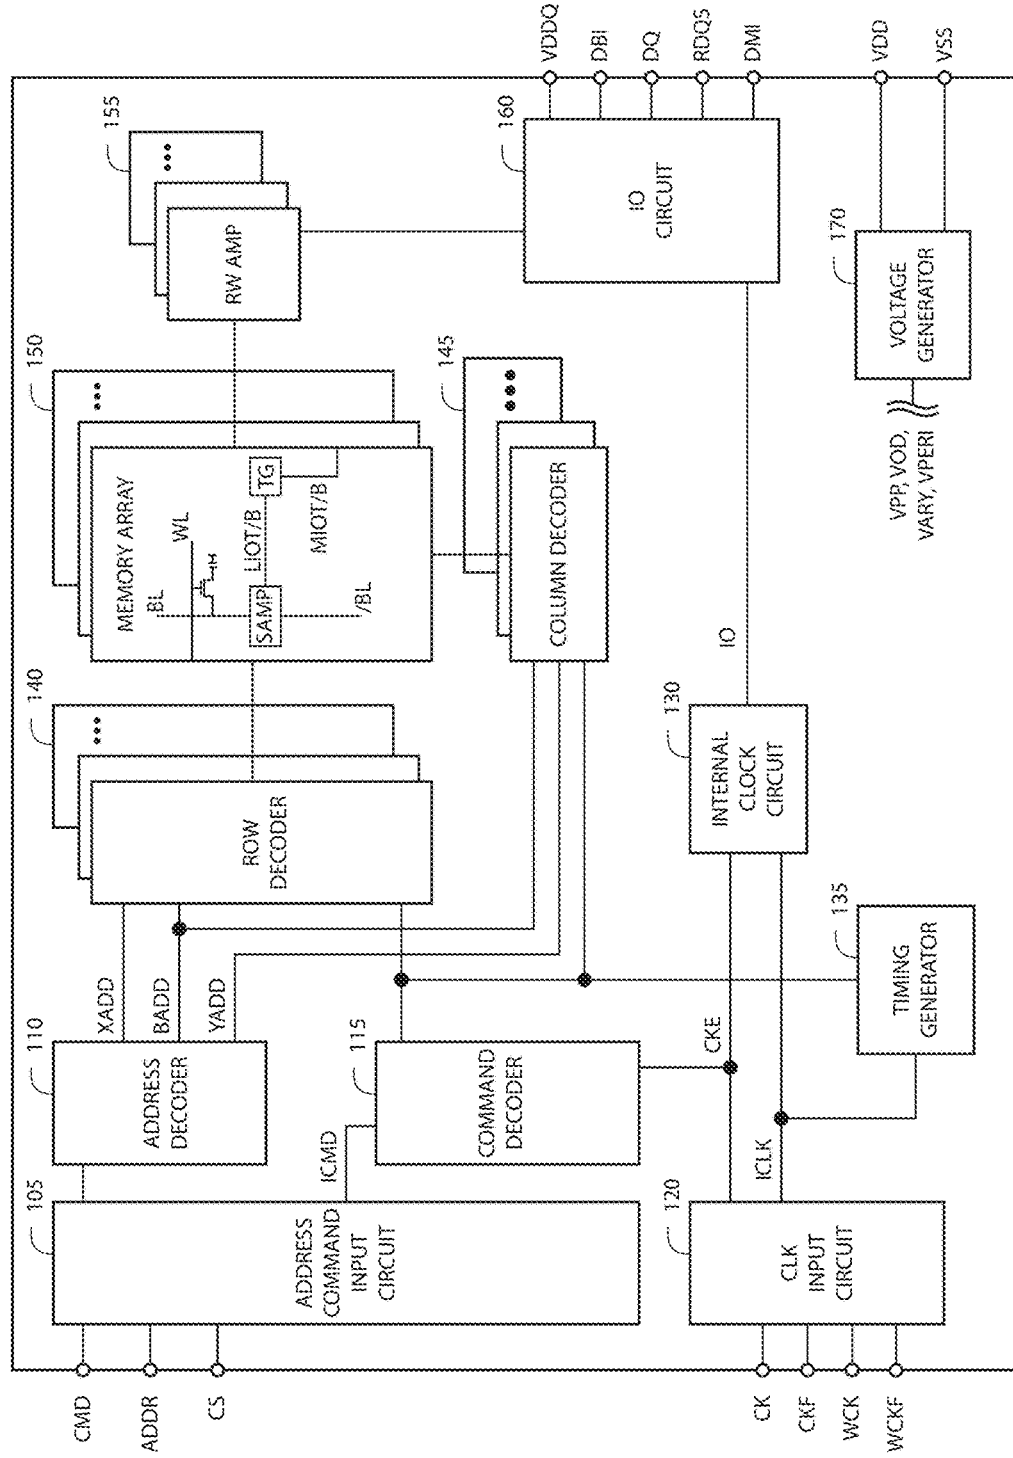 CMD
ADDR
CS
CK
CKF
WCK
WCKF
105
ADDRESS
COMMAND
INPUT
CIRCUIT
120
CLK
INPUT
CIRCUIT
110
ADDRESS
DECODER
XADD
BADD
YADD
ICMD
115
COMMAND
DECODER
CKE
ICLK
135
TIMING
GENERATOR
140
ROW
DECODER
130
INTERNAL
CLOCK
CIRCUIT
IO
150
MEMORY ARRAY
BL
WL
SAMP
/BL
LIOT/B
TG
MIOT/B
145
COLUMN DECODER
155
RW AMP
160
IO
CIRCUIT
170
VOLTAGE
GENERATOR
VPP, VOD,
VARY, VPERI
VDDQ
DBI
DQ
RDQS
DMI
VDD
VSS